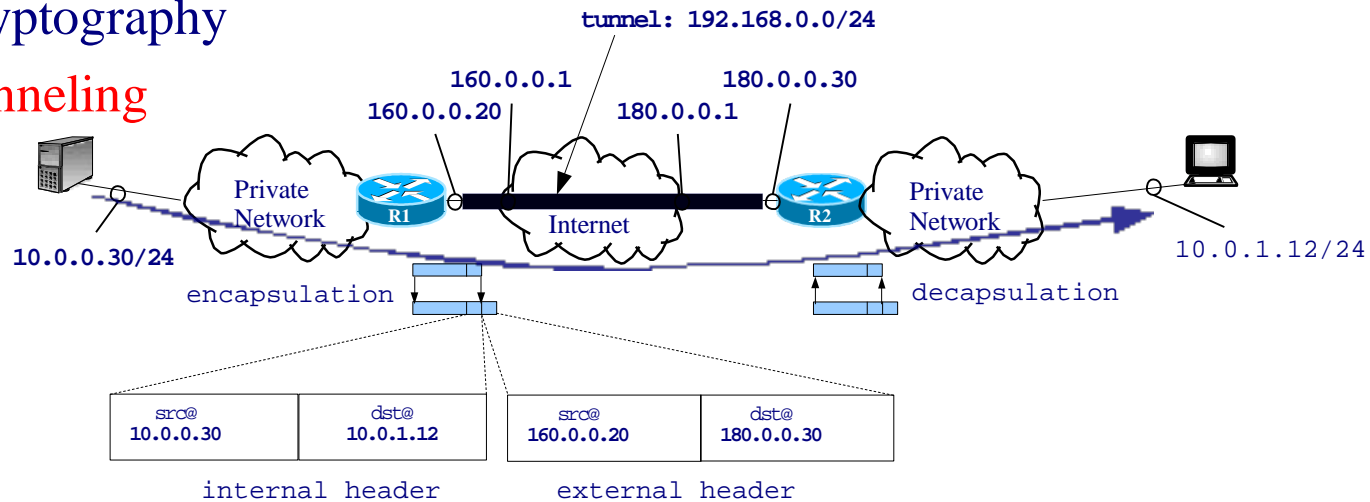 yptography
tunnel: 192.168.0.0/24
nneling
160.0.0.1
180.0.0.30
160.0.0.20
180.0.0.1
Private
Network
R1
Internet
R2
Private
Network
10.0.0.30/24
10.0.1.12/24
encapsulation
decapsulation
src@
10.0.0.30
dst@
10.0.1.12
src@
160.0.0.20
dst@
180.0.0.30
internal header
external header